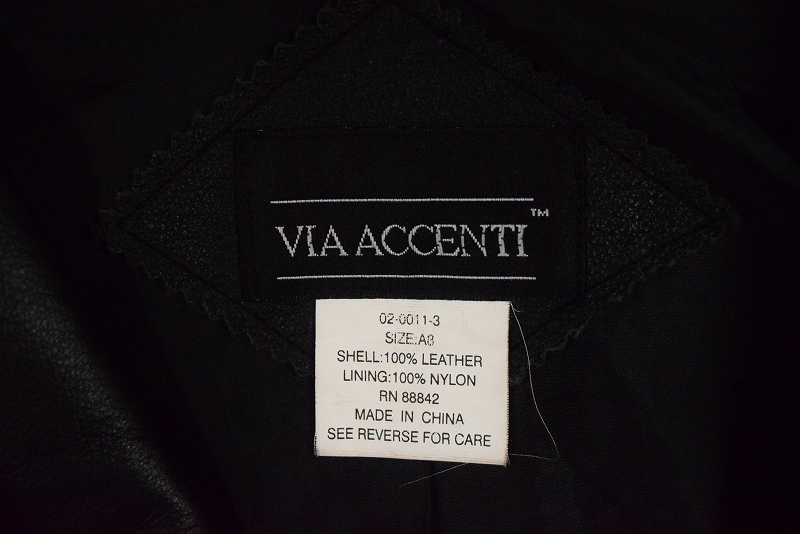 VIA ACCENTI™
02-0011-3
SIZE:A8
SHELL:100% LEATHER
LINING:100% NYLON
RN 88842
MADE IN CHINA
SEE REVERSE FOR CARE